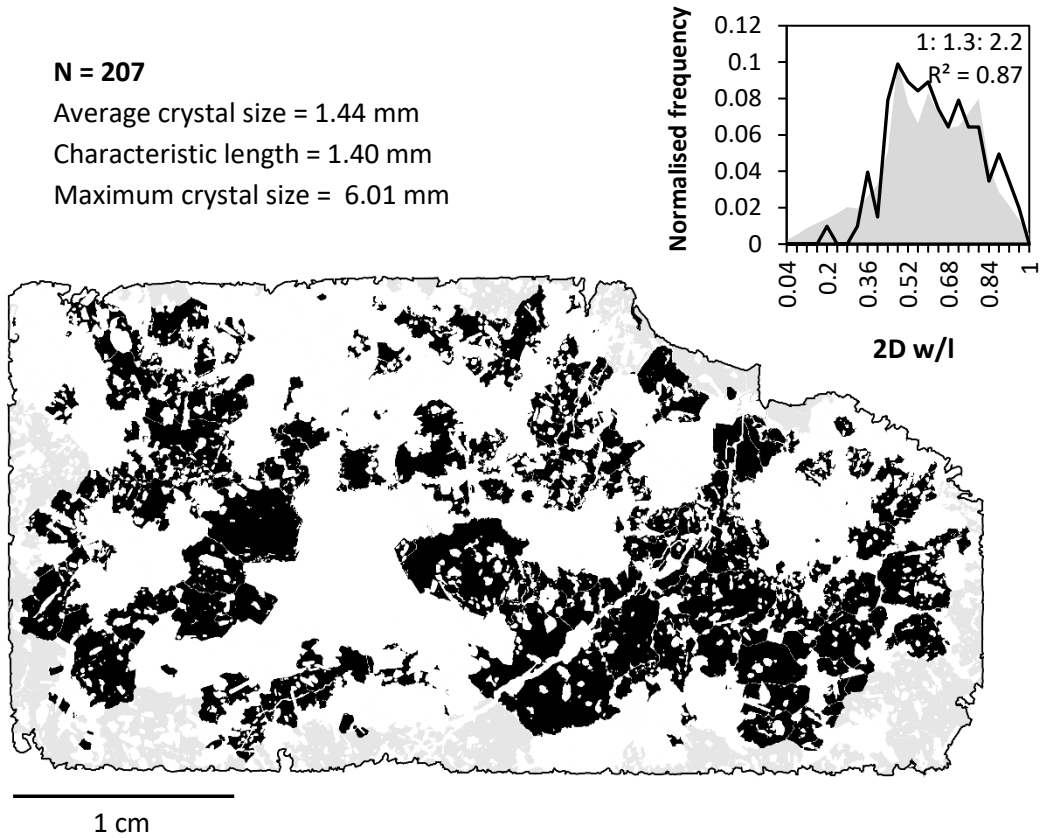 N = 207
Average crystal size = 1.44 mm
Characteristic length = 1.40 mm
Maximum crystal size =  6.01 mm
Normalised frequency
0.12
0.1
0.08
0.06
0.04
0.02
0
1: 1.3: 2.2
R² = 0.87
0.04
0.2
0.36
0.52
0.68
0.84
1
2D w/l
1 cm